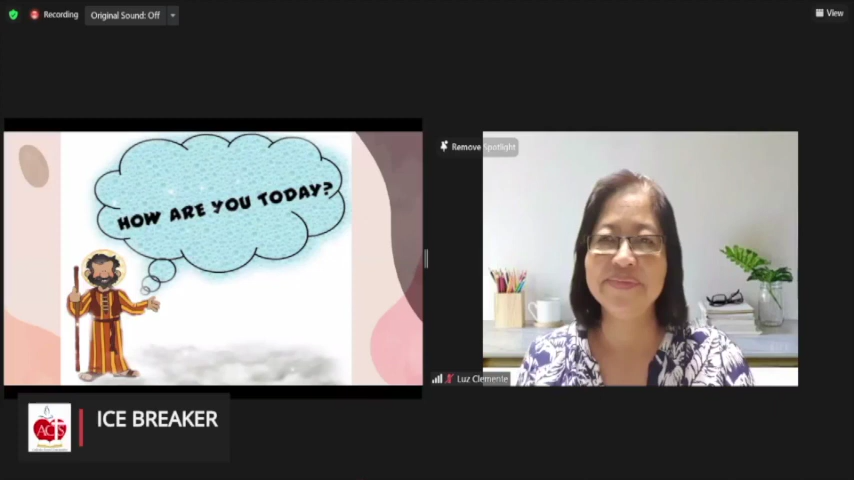 Recording
Original Sound: Off
View
HOW ARE YOU TODAY?
Remove Spotlight
Luz Clemente
ICE BREAKER